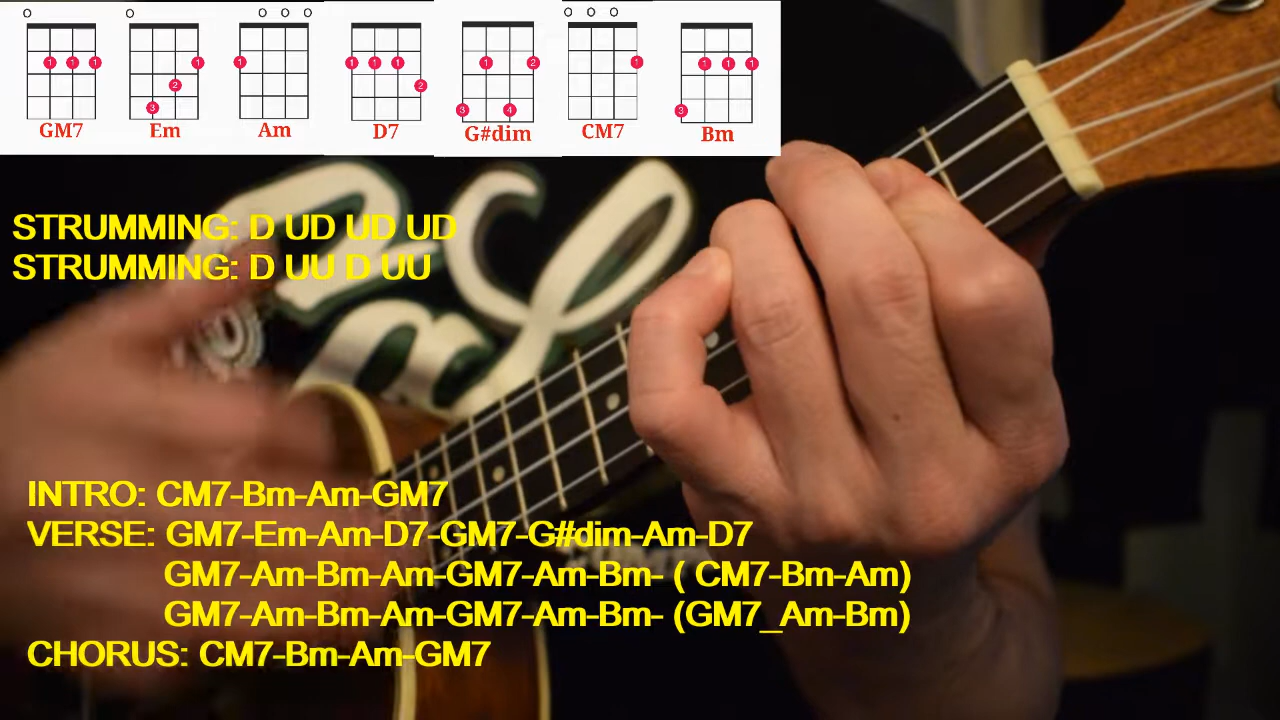 GM7 Em Am D7 G#dim CM7 Bm
STRUMMING: D UD UD UD
STRUMMING: D UU D UU
INTRO: CM7-Bm-Am-GM7
VERSE: GM7-Em-Am-D7-GM7-G#dim-Am-D7
GM7-Am-Bm-Am-GM7-Am-Bm- ( CM7-Bm-Am)
GM7-Am-Bm-Am-GM7-Am-Bm- (GM7_Am-Bm)
CHORUS: CM7-Bm-Am-GM7